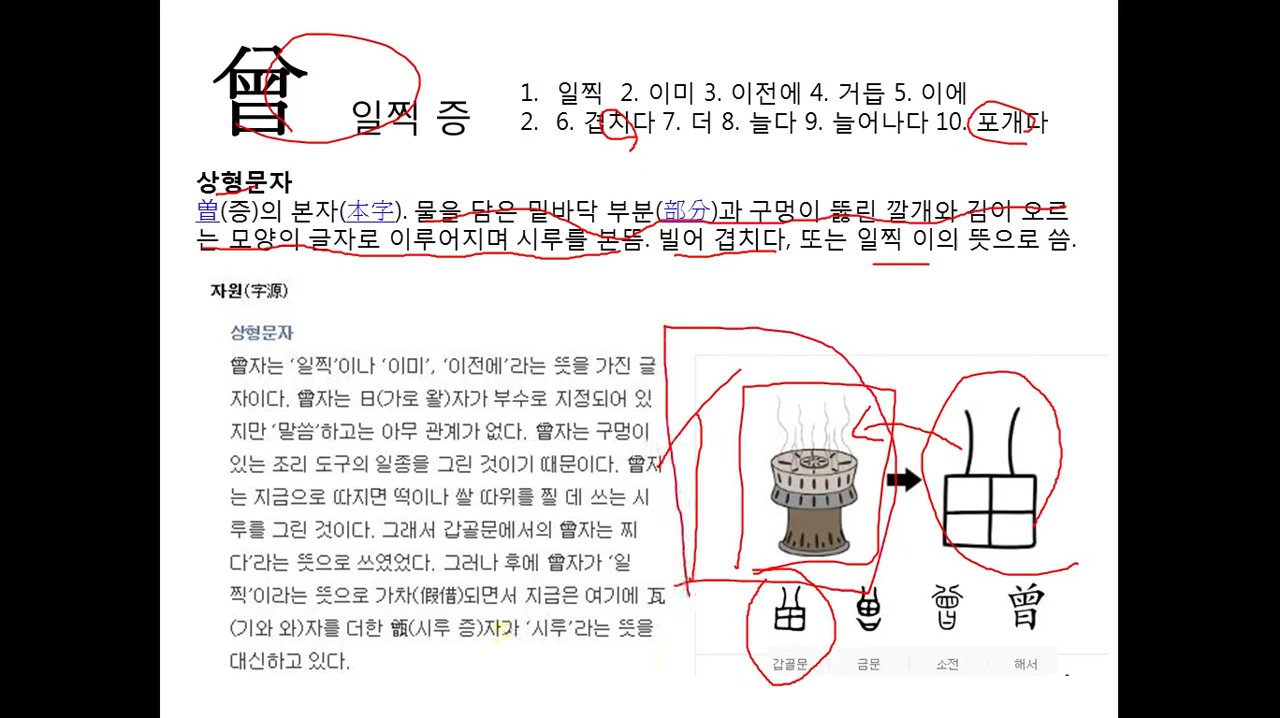 曾
일찍 증
1. 일찍 2. 이미 3. 이전에 4. 거듭 5. 이에
2. 6. 겹치다 7. 더 8. 늘다 9. 늘어나다 10. 포개다
상형문자
曽(증)의 본자(本字). 물을 담은 밑바닥 부분(部分)과 구멍이 뚫린 깔개와 김이 오르
는 모양의 글자로 이루어지며 시루를 본뜸. 빌어 겹치다, 또는 일찍 이의 뜻으로 씀.
자원(字源)
상형문자
曾자는 ‘일찍’이나 ‘이미’, ‘이전에’라는 뜻을 가진 글
자이다. 曾자는 曰(가로 왈)자가 부수로 지정되어 있
지만 ‘말씀’하고는 아무 관계가 없다. 曾자는 구멍이
있는 조리 도구의 일종을 그린 것이기 때문이다. 曾자
는 지금으로 따지면 떡이나 쌀 따위를 찔 데 쓰는 시
루를 그린 것이다. 그래서 갑골문에서의 曾자는 ‘찌
다’라는 뜻으로 쓰였었다. 그러나 후에 曾자가 ‘일
찍’이라는 뜻으로 가차(假借)되면서 지금은 여기에 瓦
(기와 와)자를 더한 甑(시루 증)자가 ‘시루’라는 뜻을
대신하고 있다.
曾
갑골문 금문 소전 해서